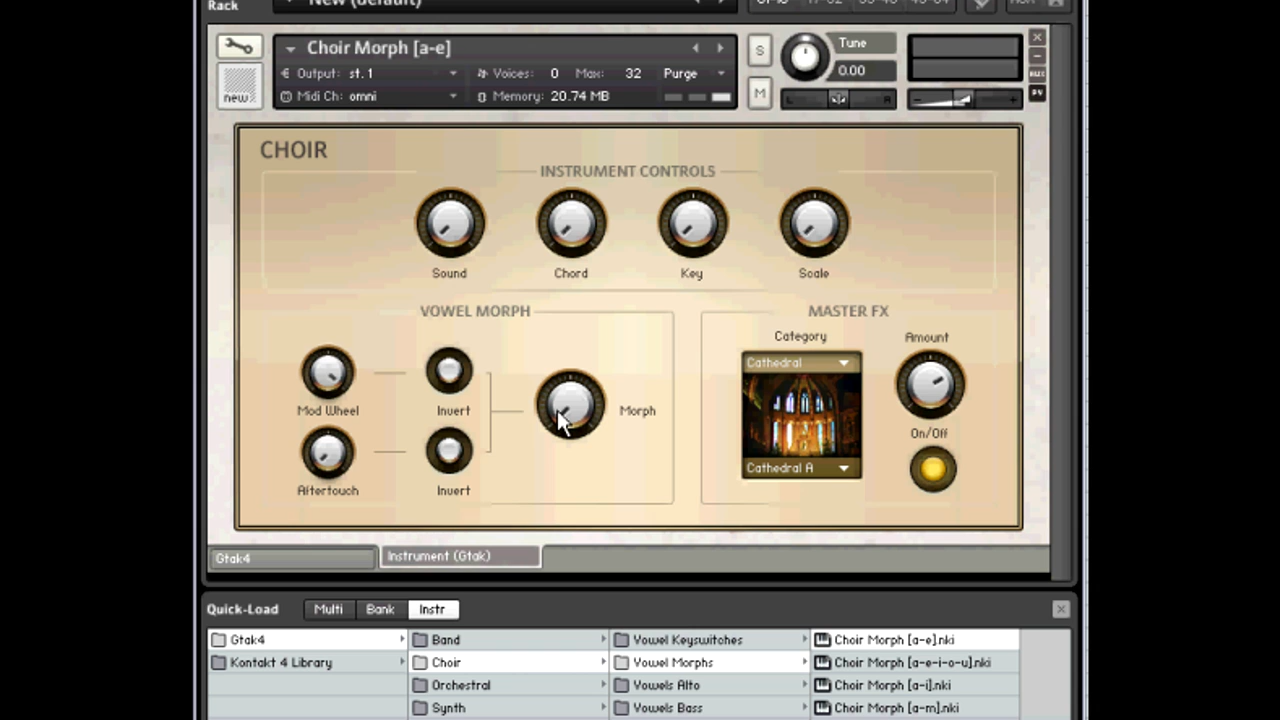 Rack
New (default)
Choir Morph [a-e]
S
Tune
0.00
Output: st. 1
Voices: 0 Max: 32
Purge
new
Midi Ch: omni
Memory: 20.74 MB
M
L
R
AUX
PV
CHOIR
INSTRUMENT CONTROLS
Sound
Chord
Key
Scale
VOWEL MORPH
MASTER FX
Category
Amount
Cathedral
Mod Wheel
Invert
Morph
On/Off
Cathedral A
Aftertouch
Invert
Gtak4
Instrument (Gtak)
Quick-Load
Multi
Bank
Instr
Gtak4
Band
Vowel Keyswitches
Choir Morph [a-e].nki
Kontakt 4 Library
Choir
Vowel Morphs
Choir Morph [a-e-i-o-u].nki
Orchestral
Vowels Alto
Choir Morph [a-i].nki
Synth
Vowels Bass
Choir Morph [a-m].nki